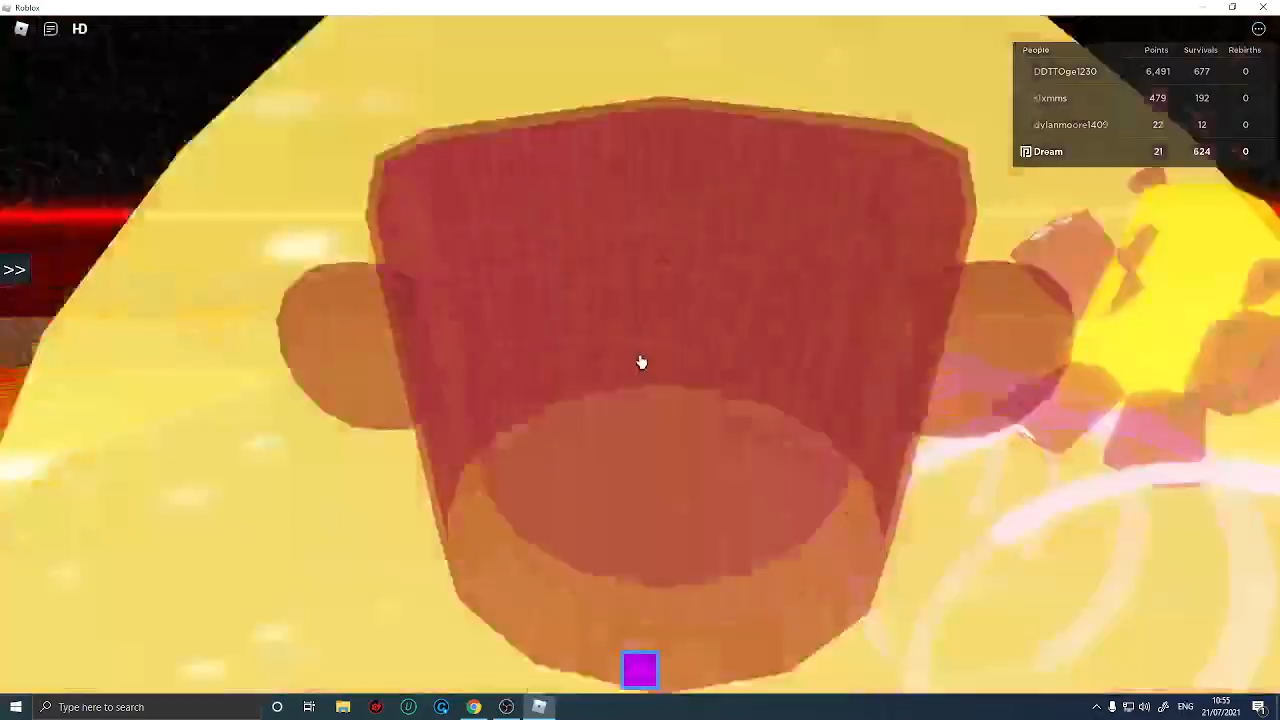 Roblox
HD
People Points Survivals Rebirths
DDTTOge1230 6,491 677 0
479 192 0
dylanmoore1409 22 12 0
Dream 21 624 0
>>
Type here to search
ENG
10:55
21/07/2021